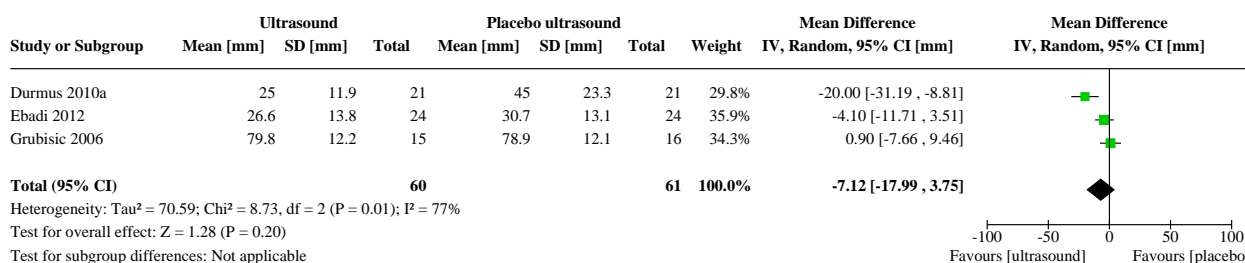 Ultrasound Placebo ultrasound Mean Difference Mean Difference
Study or Subgroup Mean [mm] SD [mm] Total Mean [mm] SD [mm] Total Weight IV, Random, 95% CI [mm] IV, Random, 95% CI [mm]
Durmus 2010a 25 11.9 21 45 23.3 21 29.8% -20.00 [-31.19 , -8.81]
Ebadi 2012 26.6 13.8 24 30.7 13.1 24 35.9% -4.10 [-11.71 , 3.51]
Grubisic 2006 79.8 12.2 15 78.9 12.1 16 34.3% 0.90 [-7.66 , 9.46]
Total (95% CI) 60 61 100.0% -7.12 [-17.99 , 3.75]
Heterogeneity: Tau² = 70.59; Chi² = 8.73, df = 2 (P = 0.01); I² = 77%
Test for overall effect: Z = 1.28 (P = 0.20) -100 -50 0 50 100
Test for subgroup differences: Not applicable Favours [ultrasound] Favours [placebo